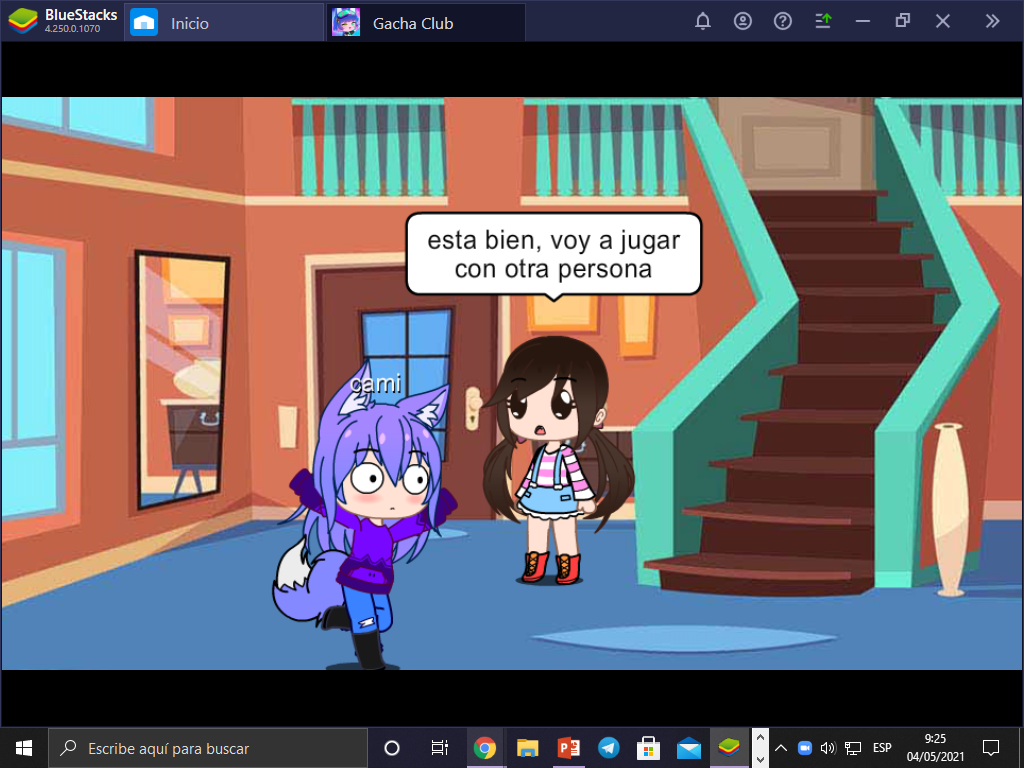 BlueStacks
4.250.0.1070
Inicio
Gacha Club
esta bien, voy a jugar
con otra persona
cami
Escribe aquí para buscar
ESP
9:25
04/05/2021